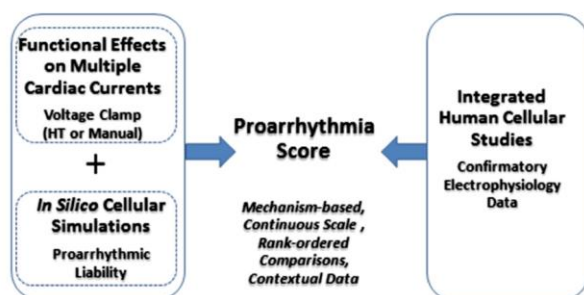 Functional Effects
on Multiple
Cardiac Currents
Voltage Clamp
(HT or Manual)
+
In Silico Cellular
Simulations
Proarrhythmic
Liability
Proarrhythmia
Score
Mechanism-based,
Continuous Scale ,
Rank-ordered
Comparisons,
Contextual Data
Integrated
Human Cellular
Studies
Confirmatory
Electrophysiology
Data